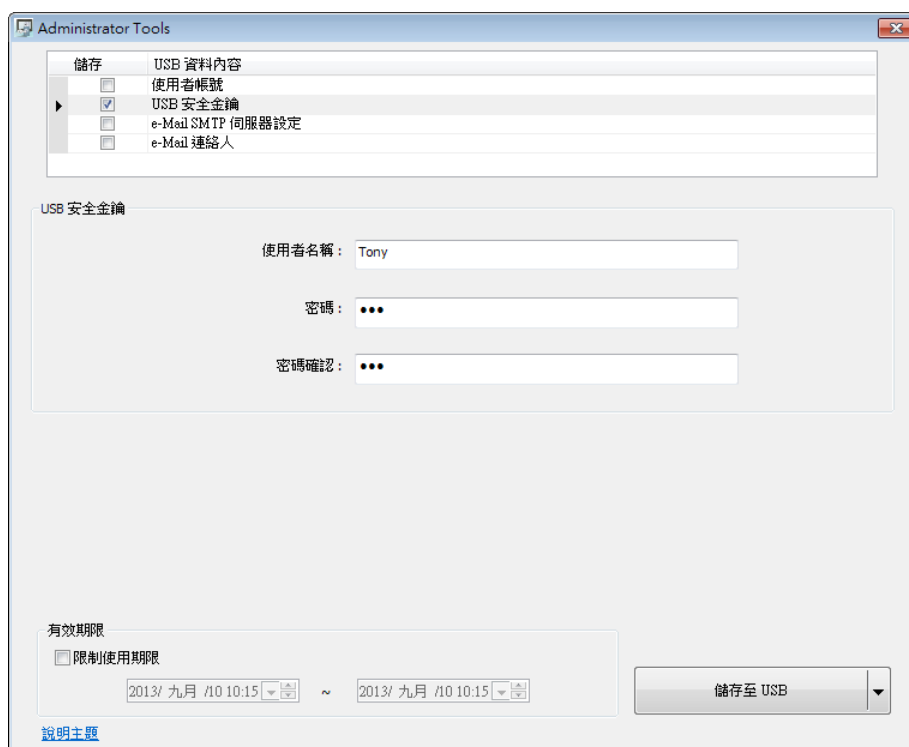 Administrator Tools
儲存 USB 資料內容
使用者帳號
USB 安全金鑰
e-Mail SMTP 伺服器設定
e-Mail 連絡人
USB 安全金鑰
使用者名稱： Tony
密碼： •••
密碼確認： •••
有效期限
限制使用期限
2013/ 九月 /10 10:15 ~ 2013/ 九月 /10 10:15
儲存至 USB
說明主題